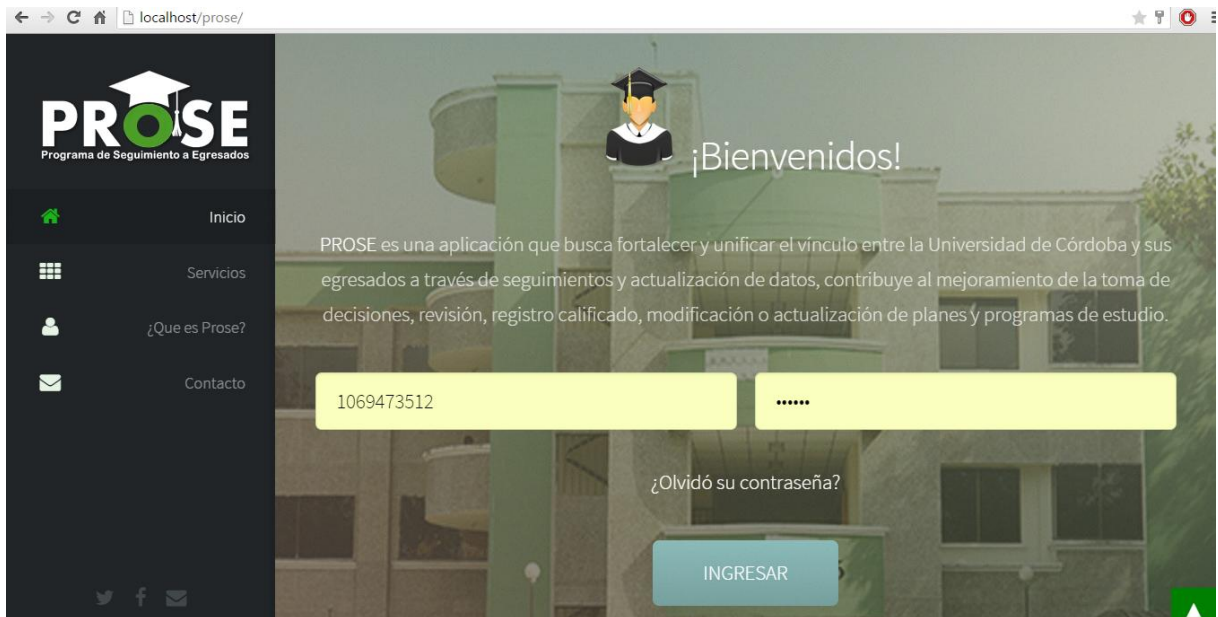 localhost/prose/
PROSE
Programa de Seguimiento a Egresados
Inicio
Servicios
¿Que es Prose?
Contacto
¡Bienvenidos!
PROSE es una aplicación que busca fortalecer y unificar el vínculo entre la Universidad de Córdoba y sus
egresados a través de seguimientos y actualización de datos, contribuye al mejoramiento de la toma de
decisiones, revisión, registro calificado, modificación o actualización de planes y programas de estudio.
1069473512
••••••
¿Olvidó su contraseña?
INGRESAR